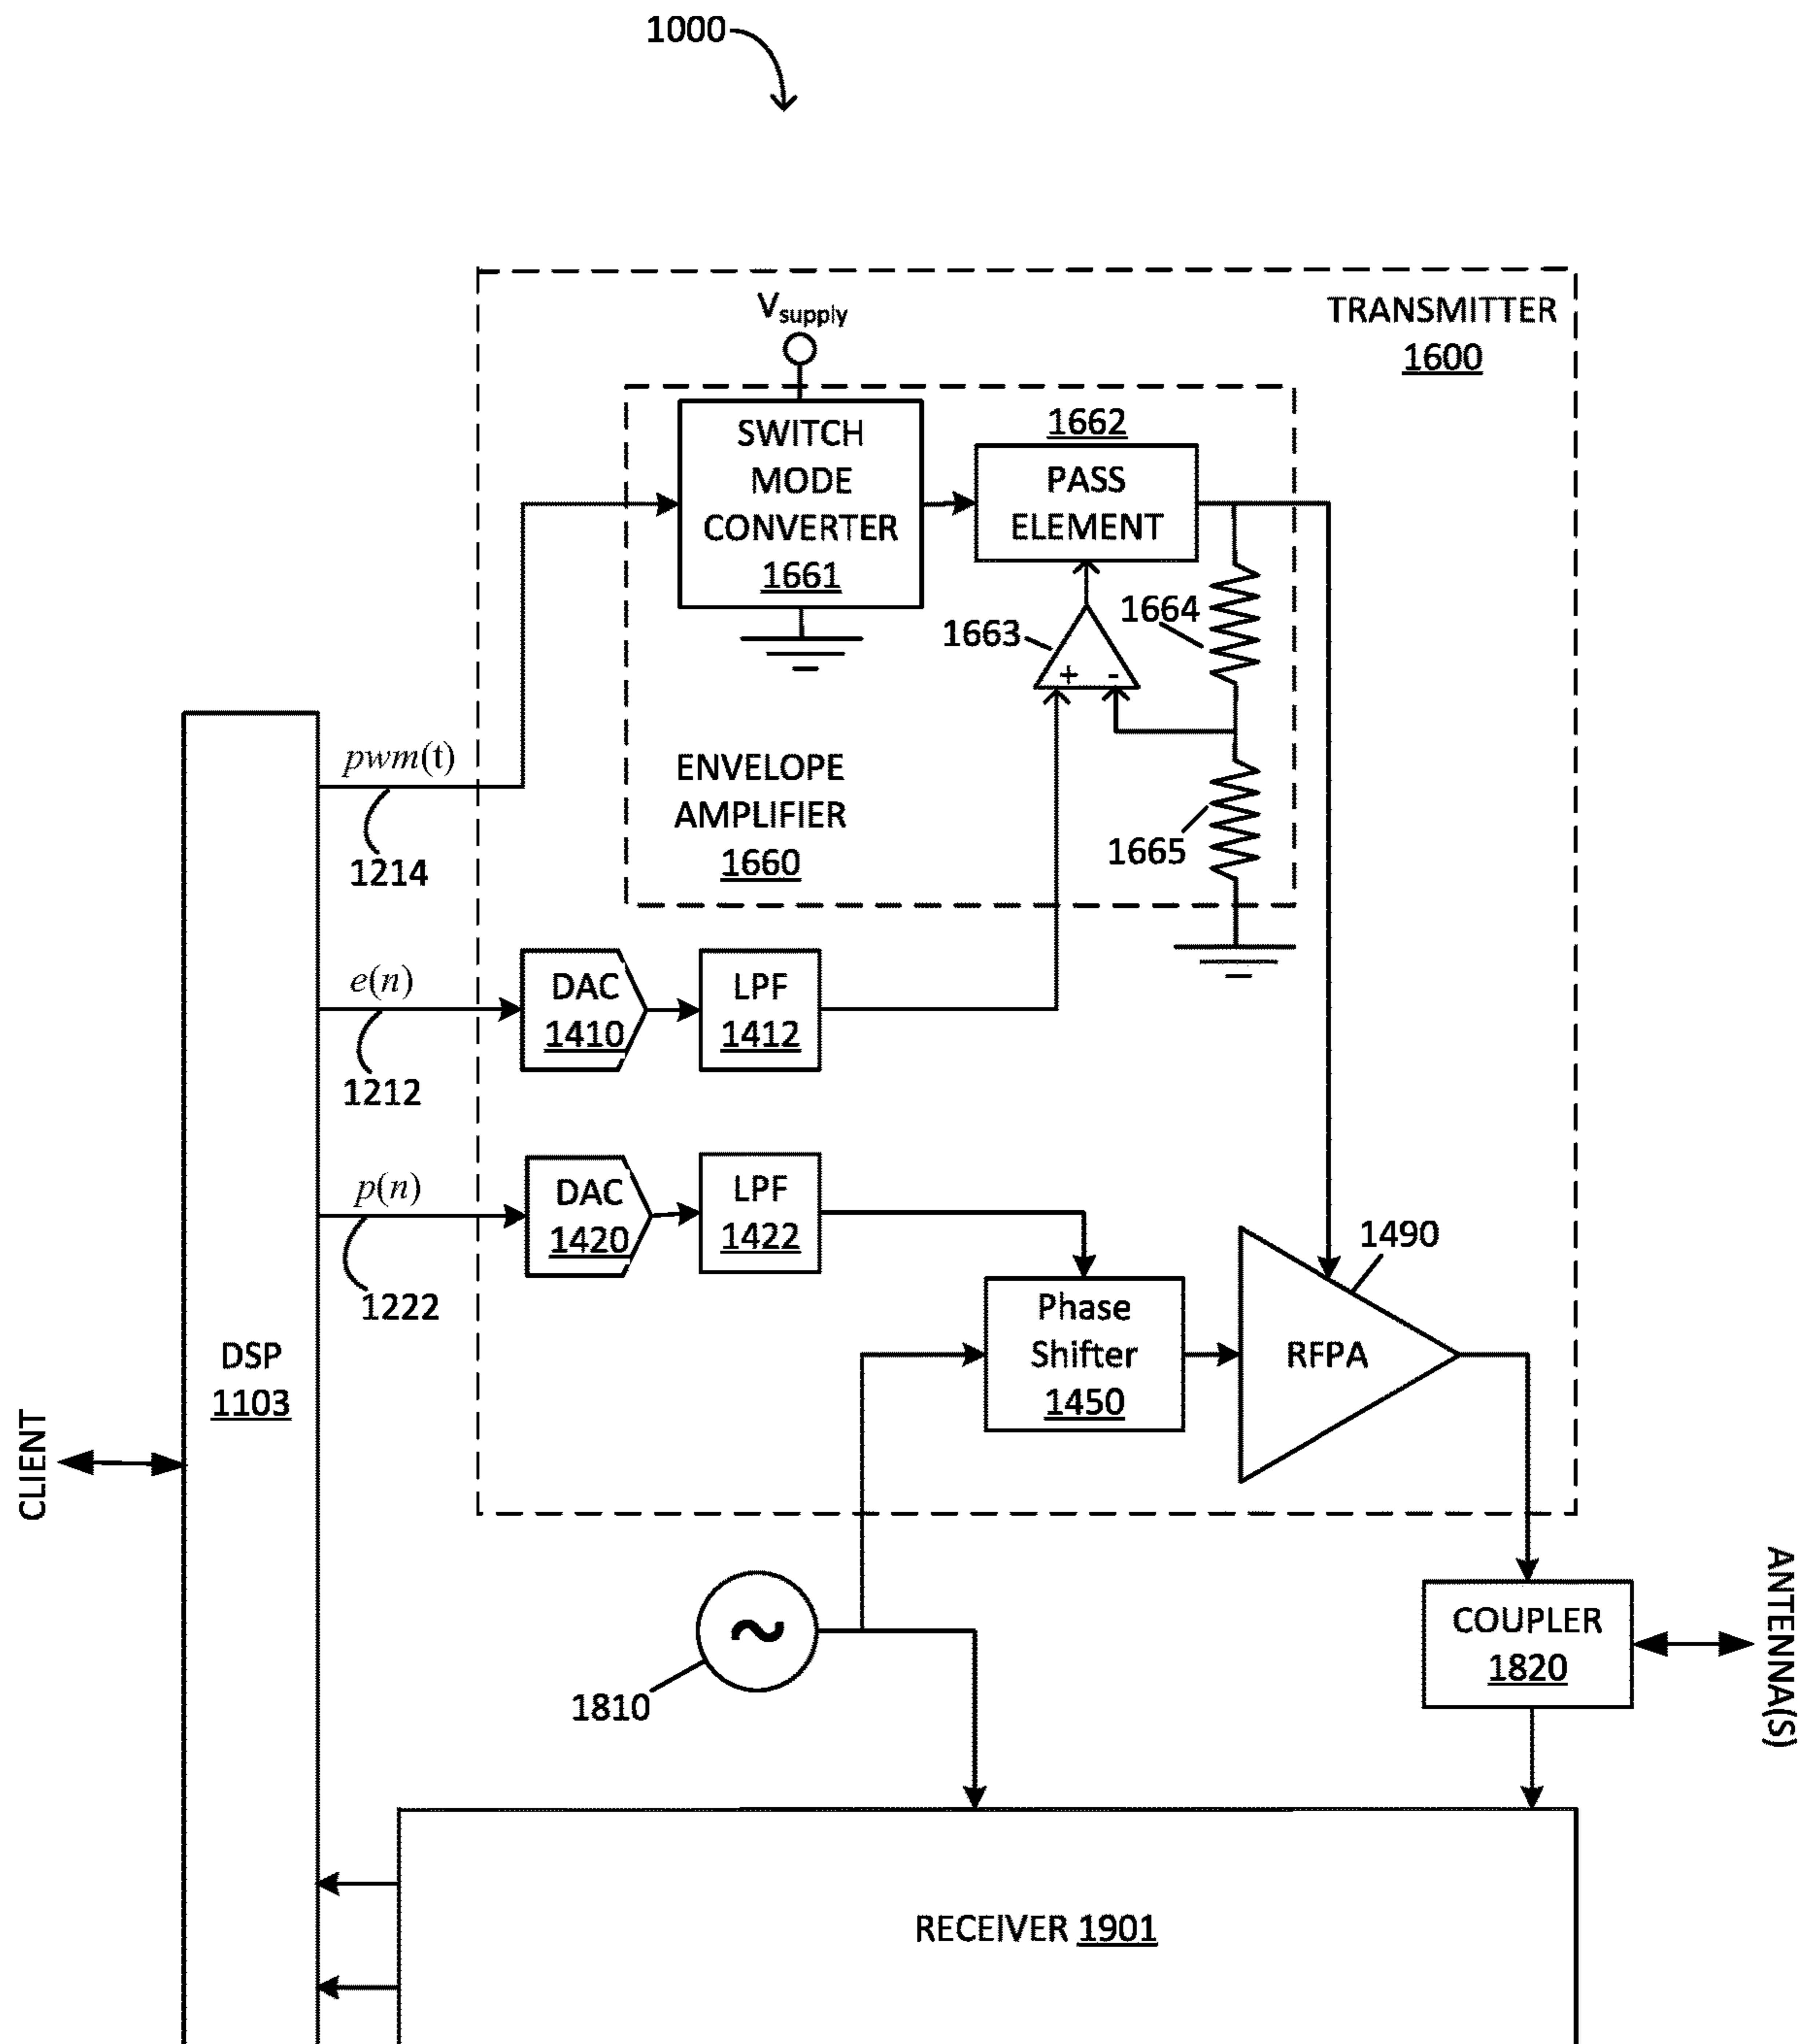 1000
TRANSMITTER
1600
Vsupply
SWITCH
MODE
CONVERTER
1661
1662
PASS
ELEMENT
1663
+ -
1664
1665
ENVELOPE
AMPLIFIER
1660
pwm(t)
1214
e(n)
1212
DAC
1410
LPF
1412
p(n)
1222
DAC
1420
LPF
1422
Phase
Shifter
1450
1490
RFPA
DSP
1103
CLIENT
~
1810
COUPLER
1820
ANTENNA(S)
RECEIVER 1901